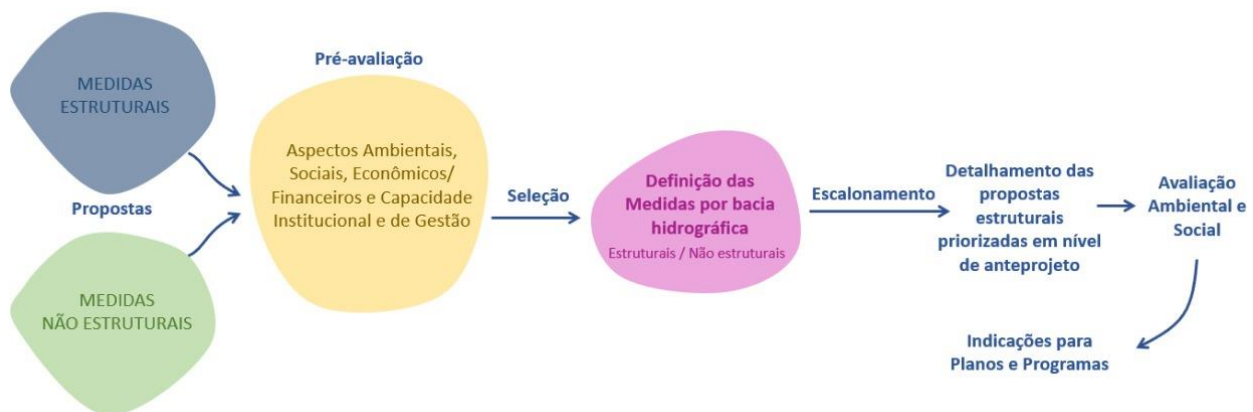 MEDIDAS
ESTRUTURAIS
Propostas
MEDIDAS
NÃO ESTRUTURAIS
Pré-avaliação
Aspectos Ambientais,
Sociais, Econômicos/
Financeiros e Capacidade
Institucional e de Gestão
Seleção
Definição das
Medidas por bacia
hidrográfica
Estruturais / Não estruturais
Escalonamento
Detalhamento das
propostas
estruturais
priorizadas em nível
de anteprojeto
Avaliação
Ambiental e
Social
Indicações para
Planos e Programas